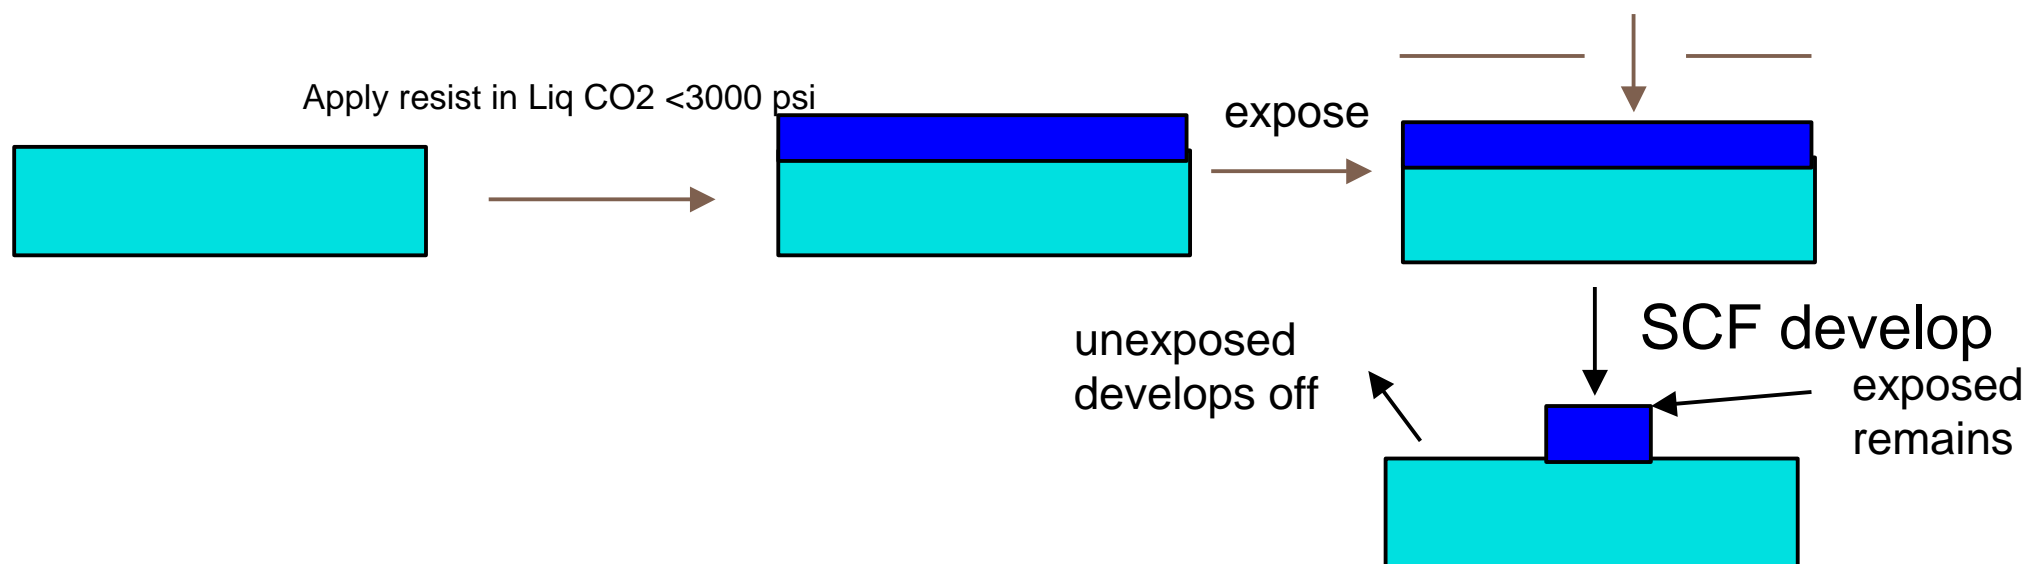 Apply resist in Liq CO2 <3000 psi
expose
SCF develop
unexposed
develops off
exposed
remains